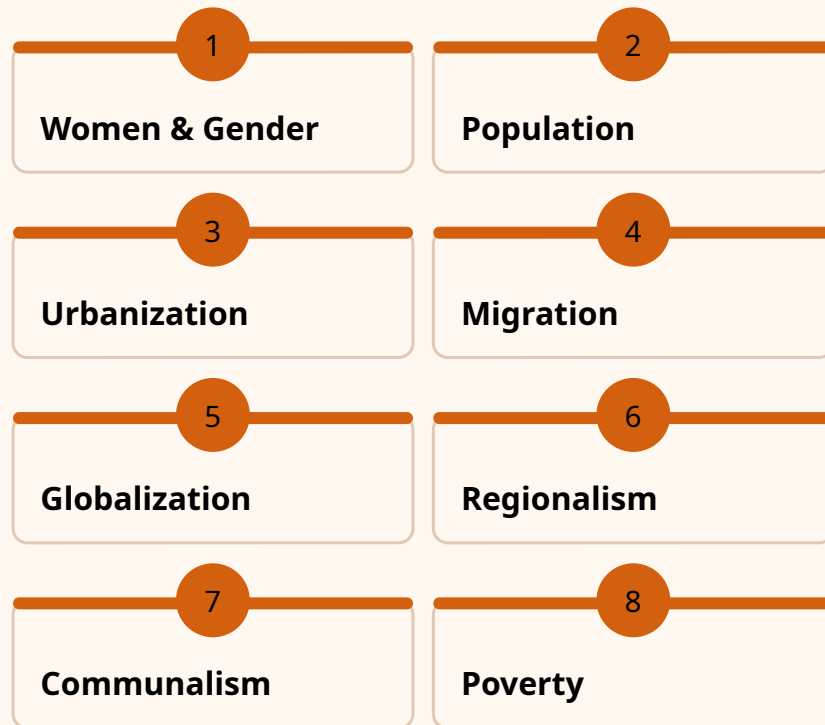 1
Women & Gender
2
Population
3
Urbanization
4
Migration
5
Globalization
6
Regionalism
7
Communalism
8
Poverty